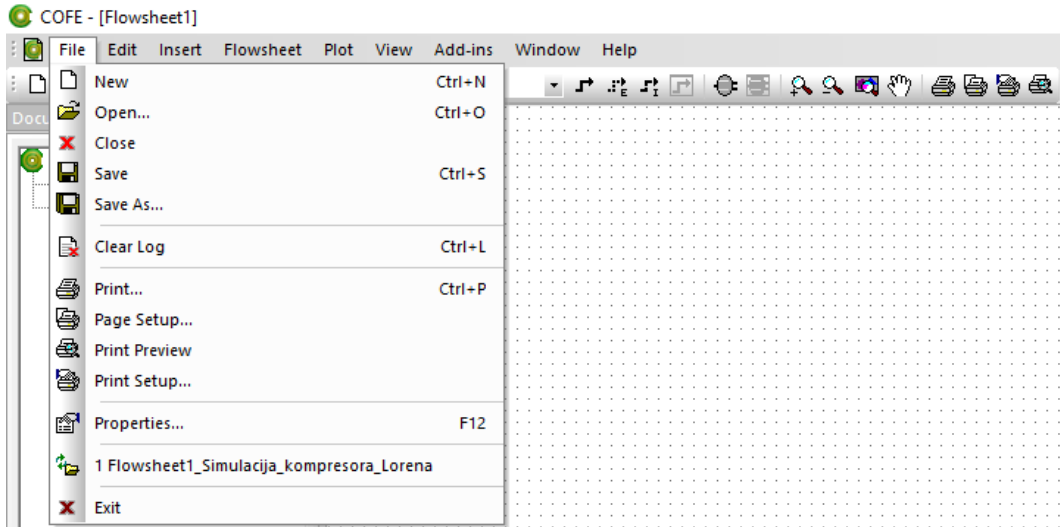 COFE - [Flowsheet1]
File Edit Insert Flowsheet Plot View Add-ins Window Help
New Ctrl+N
Open... Ctrl+O
Docu
Close
Save Ctrl+S
Save As...
Clear Log Ctrl+L
Print... Ctrl+P
Page Setup...
Print Preview
Print Setup...
Properties... F12
1 Flowsheet1_Simulacija_kompresora_Lorena
Exit